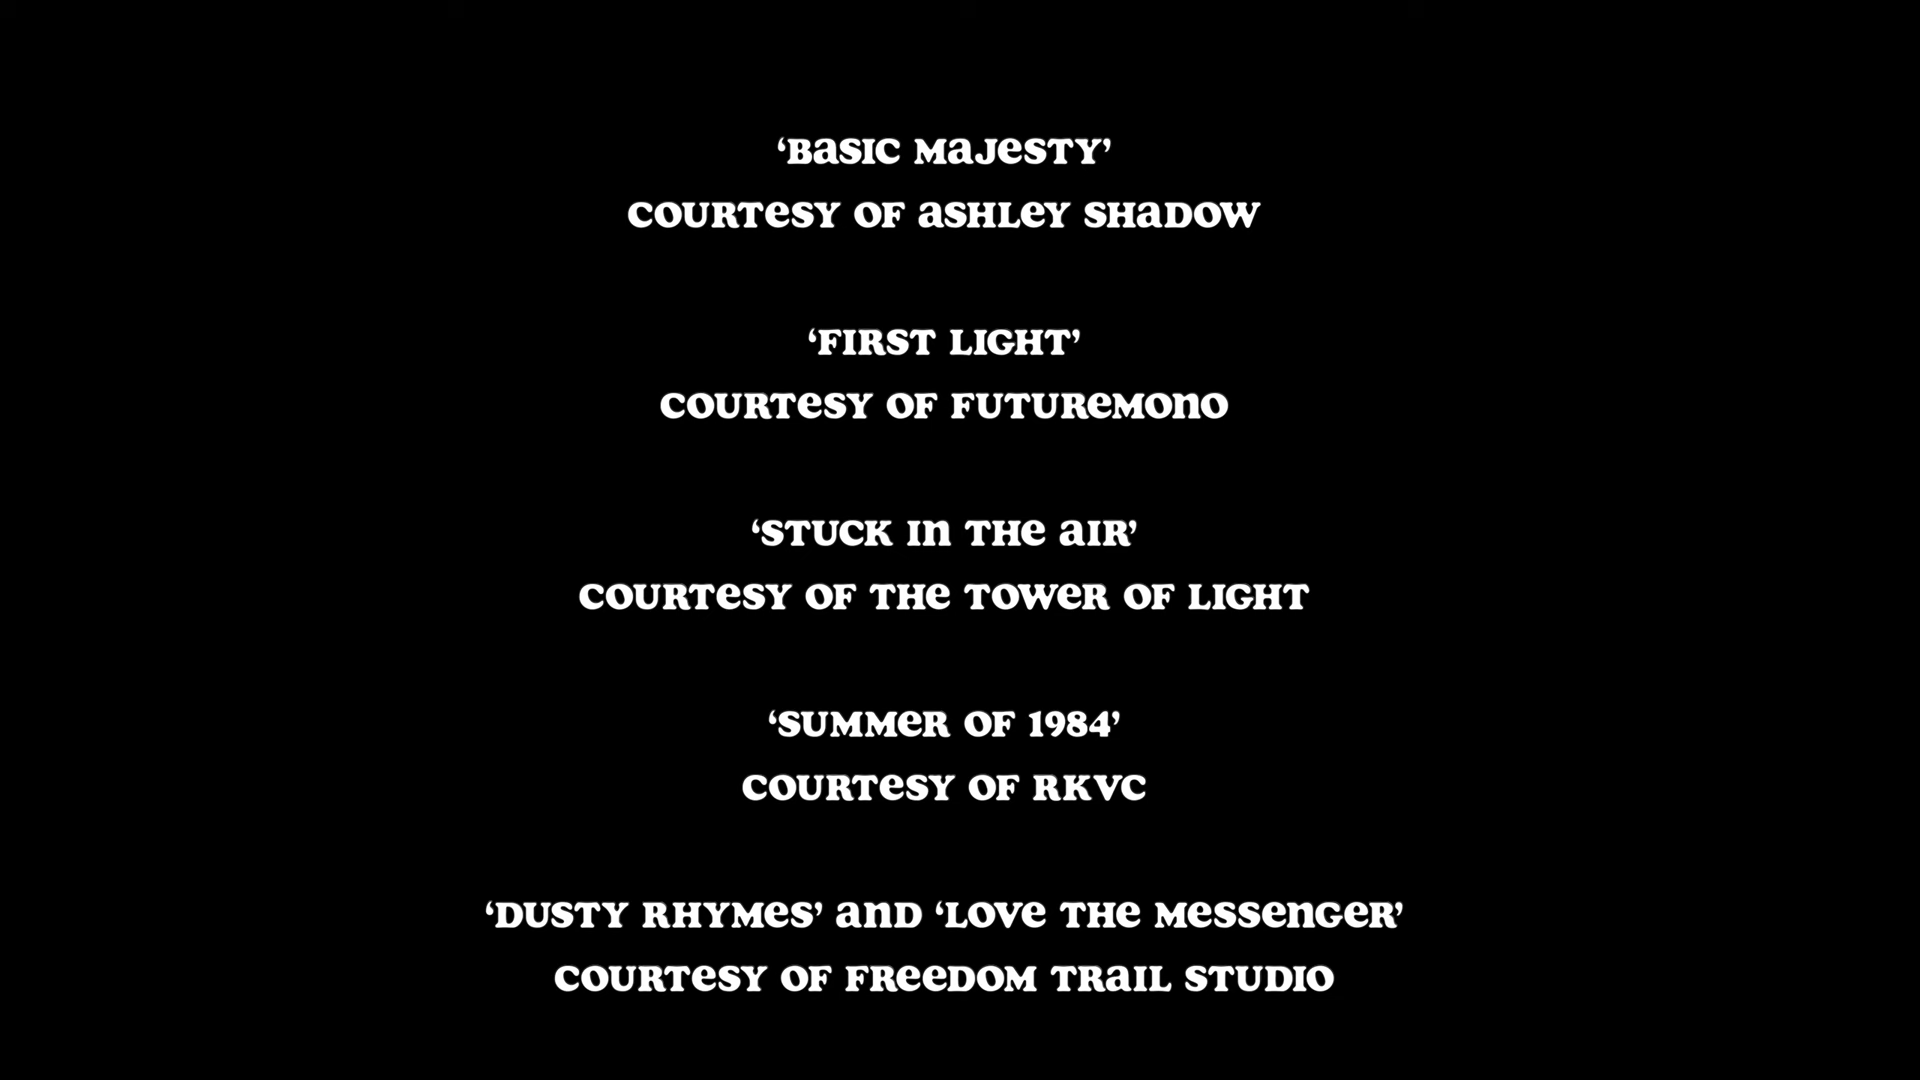 ‘BASIC MAJESTY’
COURTESY OF ASHLEY SHADOW
‘FIRST LIGHT’
COURTESY OF FUTUREMONO
‘STUCK IN THE AIR’
COURTESY OF THE TOWER OF LIGHT
‘SUMMER OF 1984’
COURTESY OF RKVC
‘DUSTY RHYMES’ AND ‘LOVE THE MESSENGER’
COURTESY OF FREEDOM TRAIL STUDIO